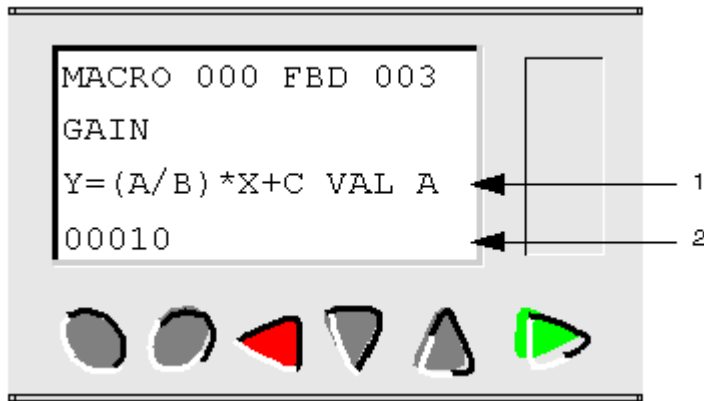 MACRO 000 FBD 003
GAIN
Y=(A/B)*X+C VAL A
1
00010
2